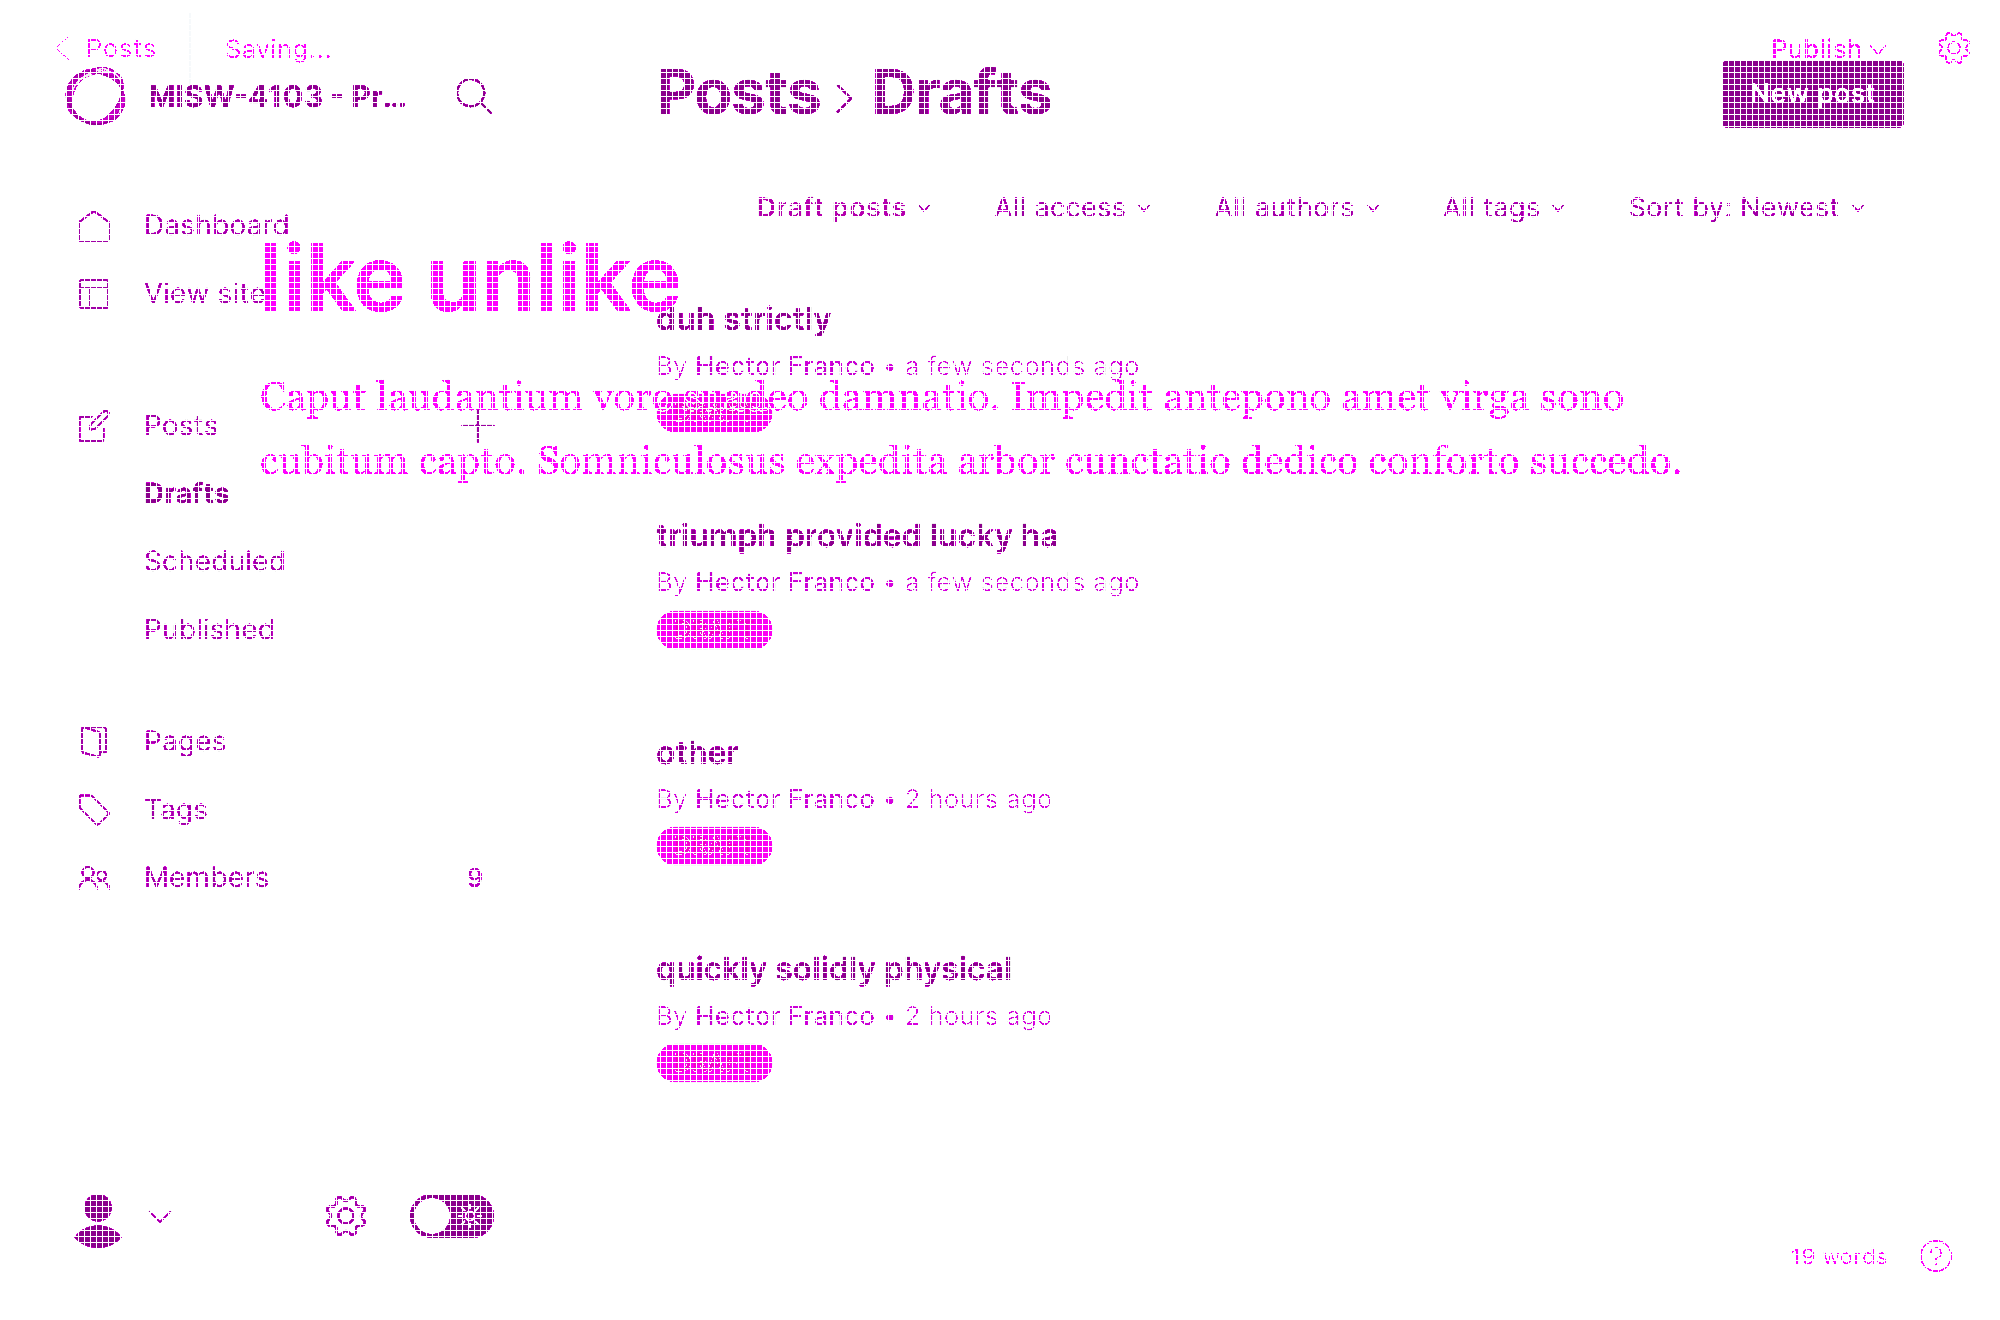 Posts Saving... Publish
MISW-4103 - Pr... Posts › Drafts New post
Draft posts All access All authors All tags Sort by: Newest
Dashboard
View site
like unlike
duh strictly
By Hector Franco • a few seconds ago
Caput laudantium voro suadeo damnatio. Impedit antepono amet virga sono
Posts
cubitum capto. Somniculosus expedita arbor cunctatio dedico conforto succedo.
Drafts
triumph provided lucky ha
Scheduled
By Hector Franco • a few seconds ago
Published
Pages
other
Tags
By Hector Franco • 2 hours ago
Members 9
quickly solidly physical
By Hector Franco • 2 hours ago
19 words